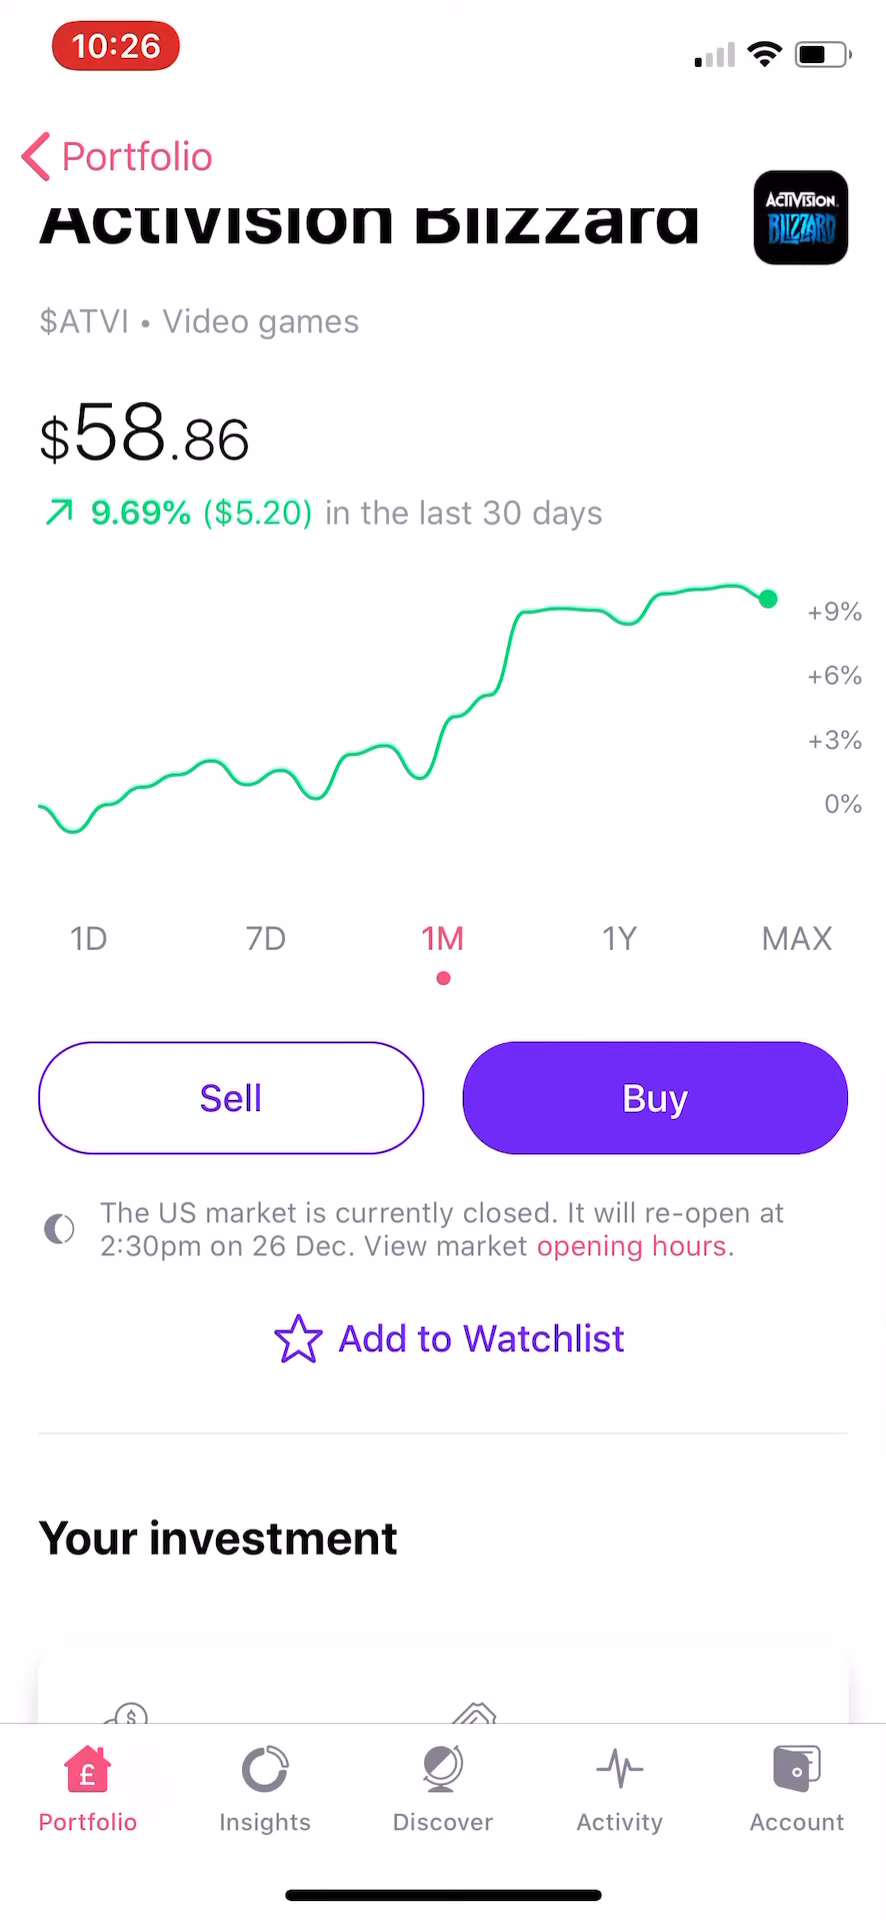 10:26
Portfolio
Activision Blizzard
ACTIVISION.
BLIZZARD
$ATVI • Video games
$58.86
9.69% ($5.20) in the last 30 days
+9%
+6%
+3%
0%
1D 7D 1M 1Y MAX
Sell Buy
The US market is currently closed. It will re-open at
2:30pm on 26 Dec. View market opening hours.
Add to Watchlist
Your investment
$
£
Portfolio Insights Discover Activity Account